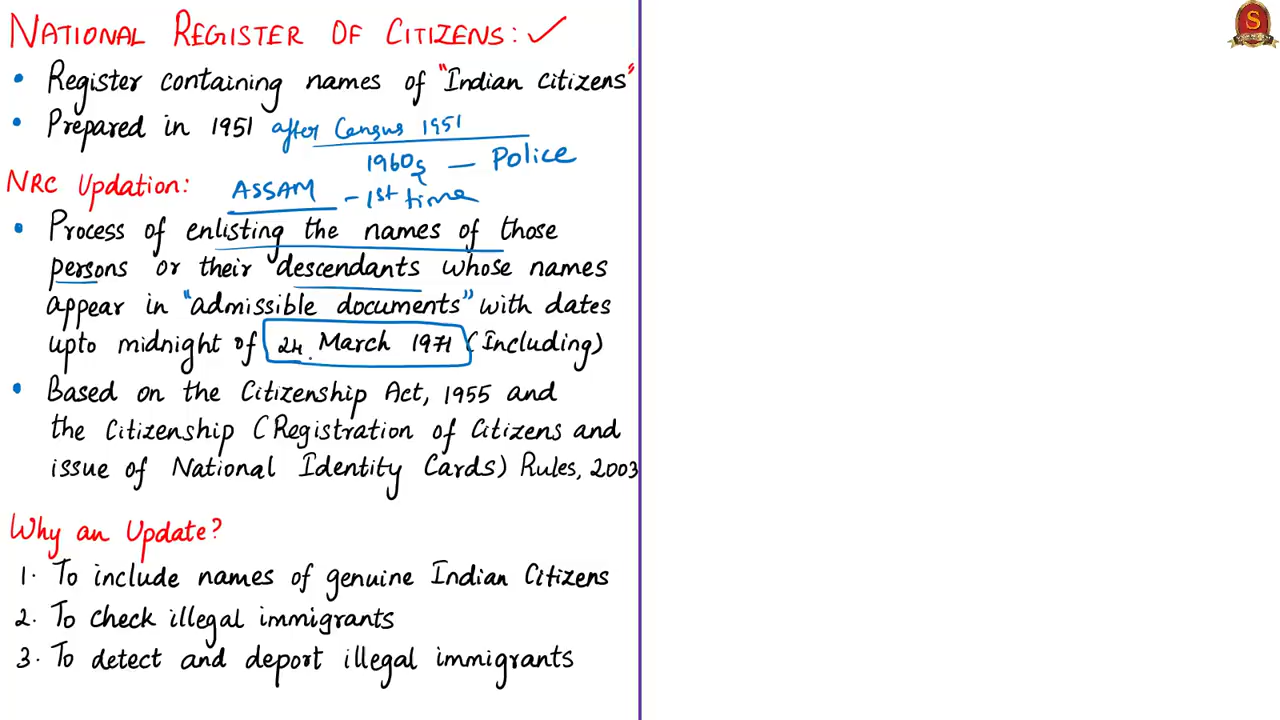 NATIONAL REGISTER OF CITIZENS: ✓
• Register containing names of "Indian citizens"
• Prepared in 1951 after Census 1951
1960s — Police
NRC Updation: ASSAM - 1st time
• Process of enlisting the names of those
persons or their descendants whose names
appear in "admissible documents" with dates
upto midnight of 24 March 1971 (Including)
• Based on the Citizenship Act, 1955 and
the Citizenship (Registration of Citizens and
issue of National Identity Cards) Rules, 2003
Why an Update?
1. To include names of genuine Indian Citizens
2. To check illegal immigrants
3. To detect and deport illegal immigrants
S